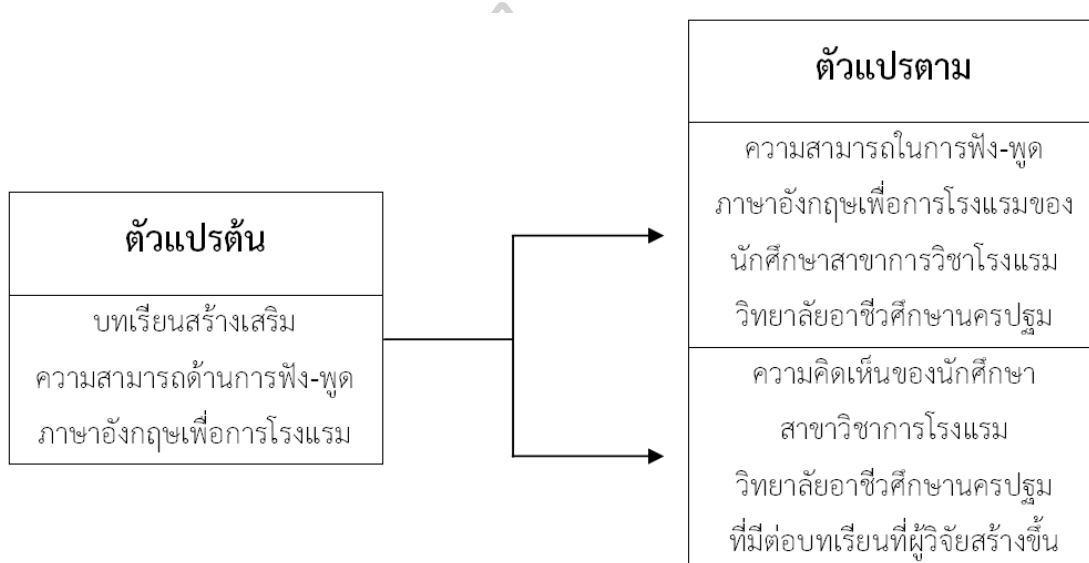 ตัวแปรต้น
บทเรียนสร้างเสริม
ความสามารถด้านการฟัง-พูด
ภาษาอังกฤษเพื่อการโรงแรม
ตัวแปรตาม
ความสามารถในการฟัง-พูด
ภาษาอังกฤษเพื่อการโรงแรมของ
นักศึกษาสาขาการวิชาโรงแรม
วิทยาลัยอาชีวศึกษานครปฐม
ความคิดเห็นของนักศึกษา
สาขาวิชาการโรงแรม
วิทยาลัยอาชีวศึกษานครปฐม
ที่มีต่อบทเรียนที่ผู้วิจัยสร้างขึ้น